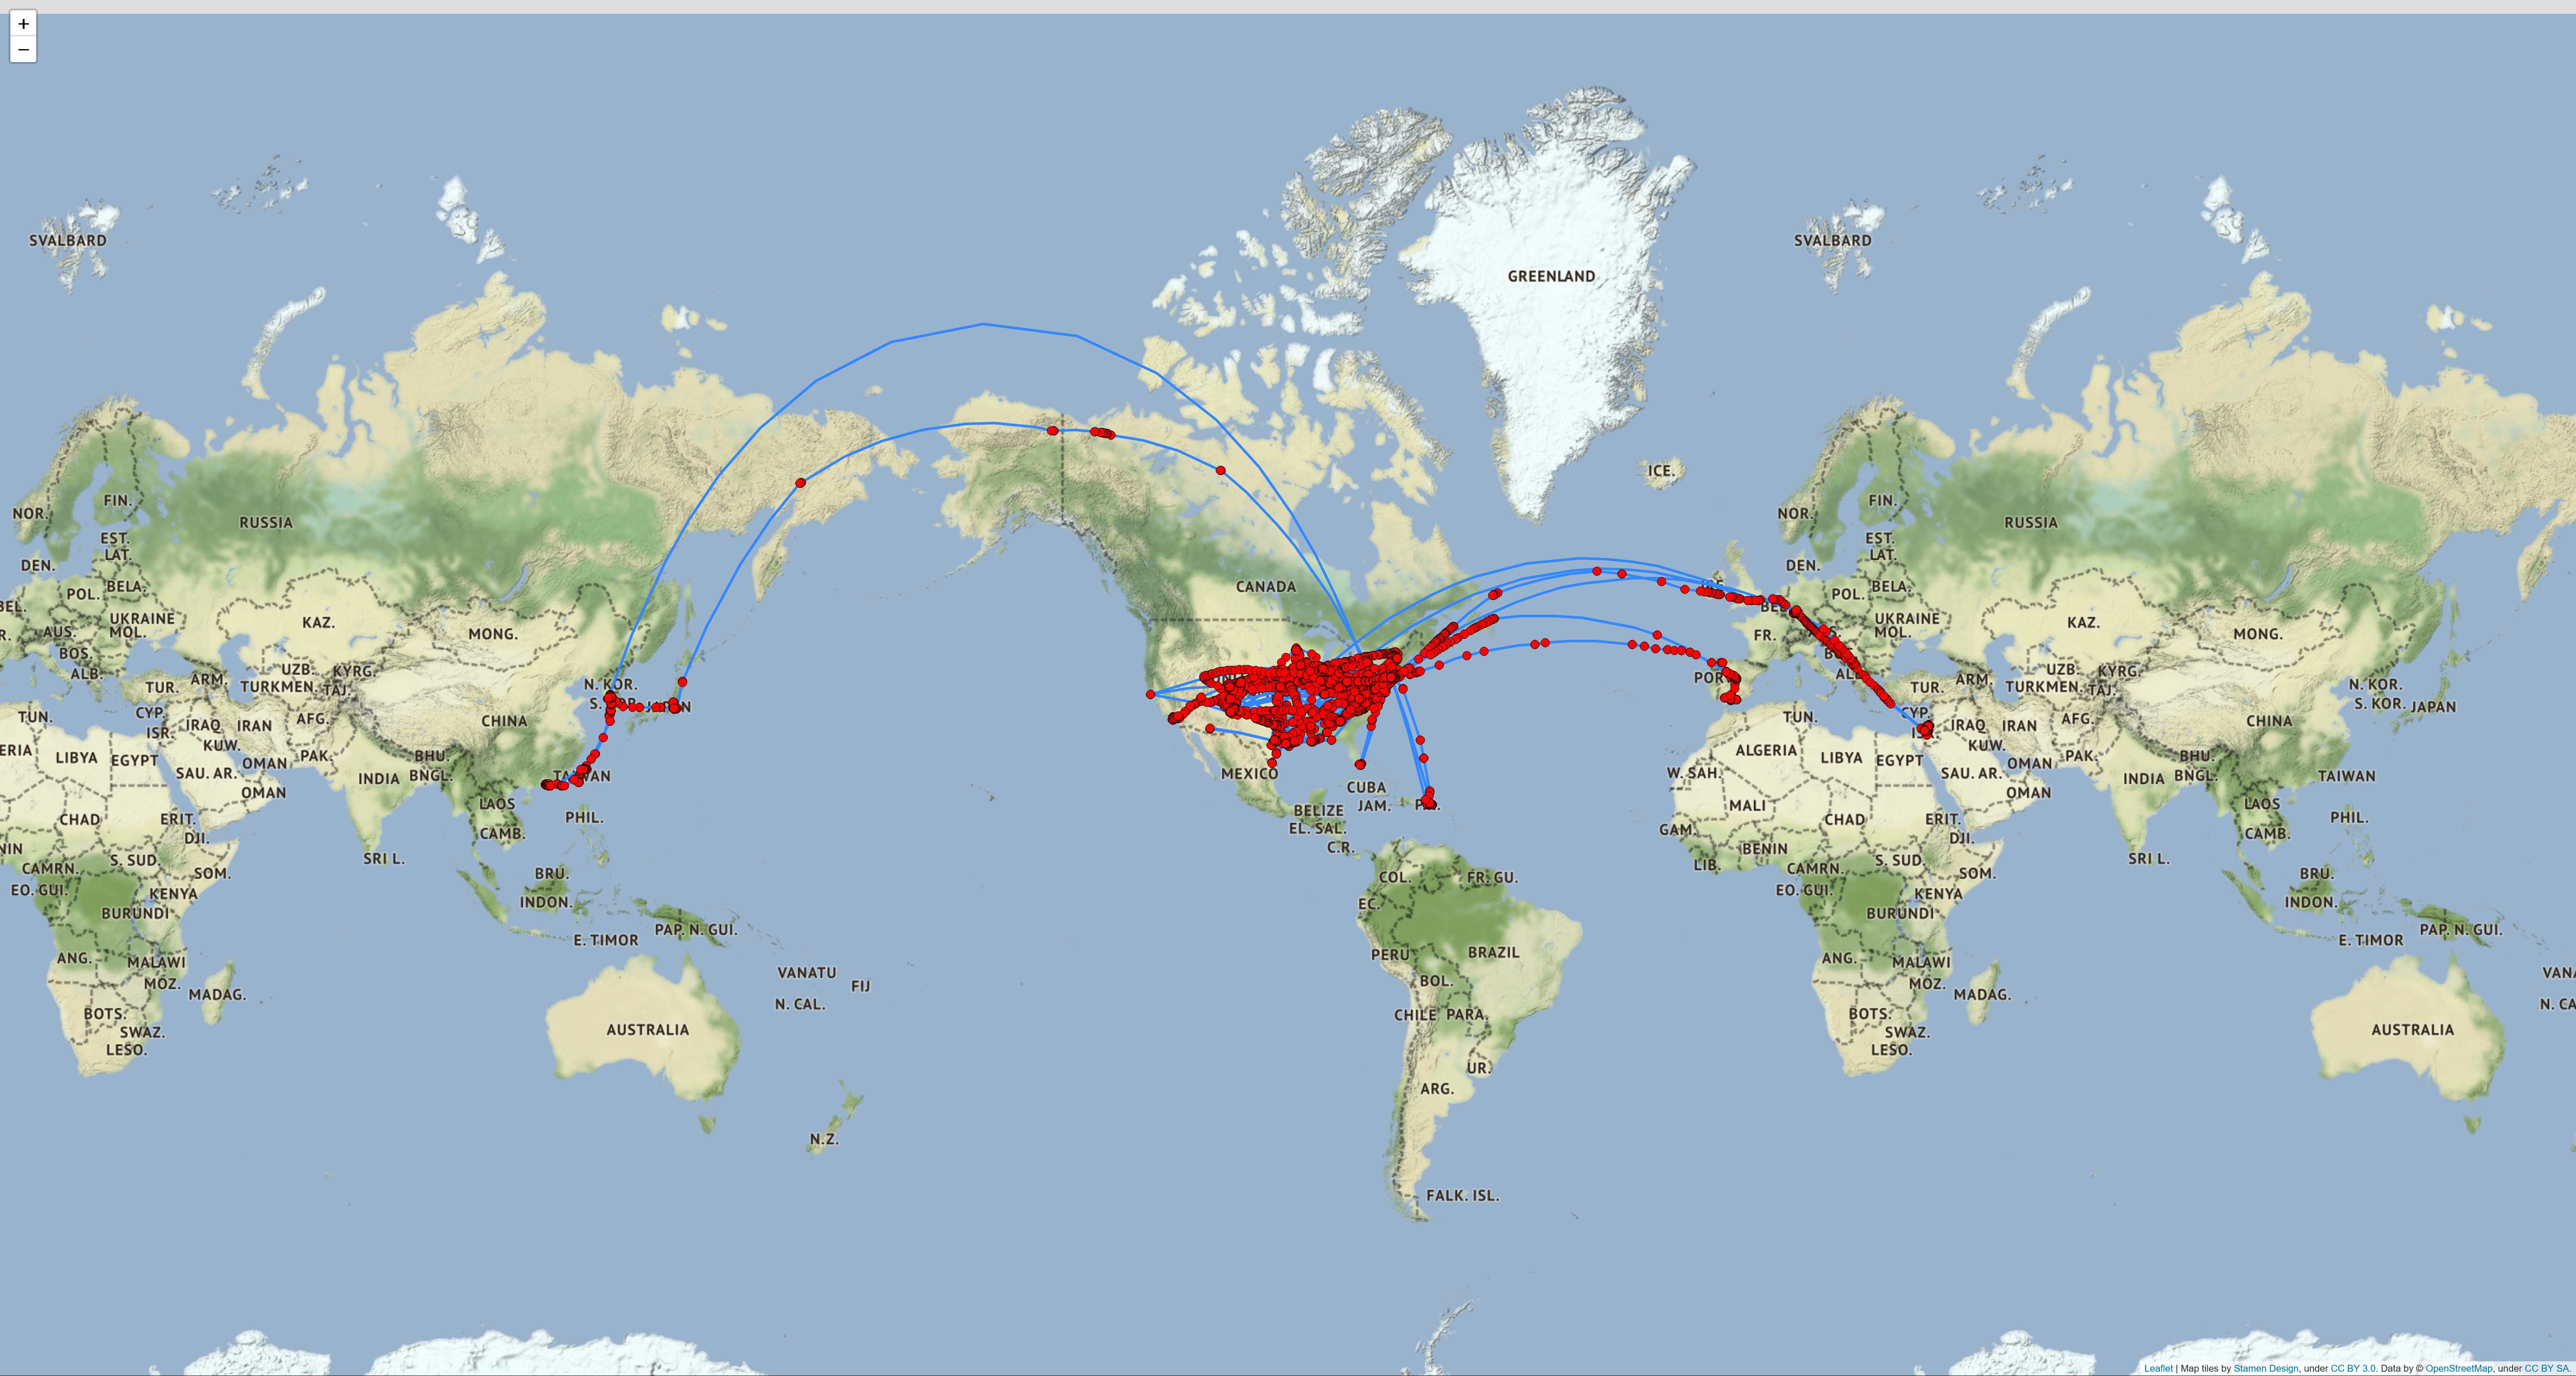 +
−
SVALBARD
SVALBARD
GREENLAND
ICE.
FIN.
NOR.
RUSSIA
EST.
LAT.
DEN.
BELA.
POL.
BEL.
UKRAINE
MOL.
AUS.
BOS.
ALB.
KAZ.
MONG.
UZB.
KYRG.
TURKMEN.
TAJ.
ARM.
TUR.
N. KOR.
CHINA
TUN.
CYP.
ISR.
IRAQ
IRAN
AFG.
KUW.
PAK.
LIBYA
EGYPT
SAU. AR.
OMAN
OMAN
BHU.
BNGL.
INDIA
LAOS
CAMB.
PHIL.
CHAD
ERIT.
DJI.
S. SUD.
SOM.
CAMRN.
EO. GUI.
KENYA
BURUNDI
SRI L.
BRU.
INDON.
E. TIMOR
PAP. N. GUI.
ANG.
MALAWI
MOZ.
MADAG.
BOTS.
SWAZ.
LESO.
VANATU
FIJ
N. CAL.
AUSTRALIA
N.Z.
CANADA
MEXICO
CUBA
JAM.
BELIZE
EL. SAL.
C.R.
COL.
FR. GU.
EC.
PERU
BRAZIL
BOL.
CHILE
PARA.
UR.
ARG.
FALK. ISL.
FIN.
NOR.
RUSSIA
EST.
LAT.
DEN.
BELA.
POL.
UKRAINE
MOL.
FR.
KAZ.
MONG.
UZB.
KYRG.
TURKMEN.
TAJ.
ARM.
TUR.
N. KOR.
S. KOR.
JAPAN
CHINA
TUN.
CYP.
IRAQ
IRAN
AFG.
KUW.
PAK.
ALGERIA
LIBYA
EGYPT
SAU. AR.
OMAN
OMAN
W. SAH.
MALI
CHAD
ERIT.
DJI.
GAM.
BENIN
LIB.
S. SUD.
SOM.
CAMRN.
EO. GUI.
KENYA
BURUNDI
BHU.
BNGL.
INDIA
TAIWAN
LAOS
CAMB.
PHIL.
SRI L.
BRU.
INDON.
E. TIMOR
PAP. N. GUI.
ANG.
MALAWI
MOZ.
MADAG.
BOTS.
SWAZ.
LESO.
AUSTRALIA
Leaflet | Map tiles by Stamen Design, under CC BY 3.0. Data by © OpenStreetMap, under CC BY SA.